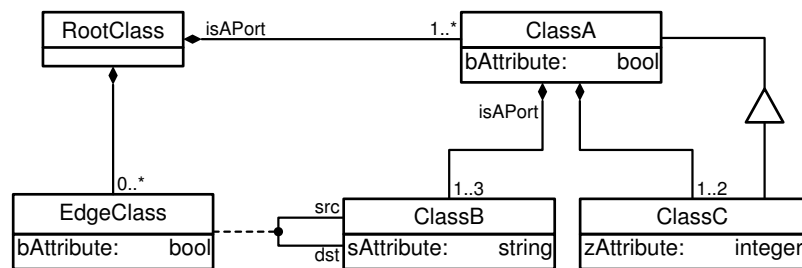 RootClass
isAPort
1..*
ClassA
bAttribute: bool
isAPort
0..*
1..3
1..2
EdgeClass
bAttribute: bool
src
dst
ClassB
sAttribute: string
ClassC
zAttribute: integer